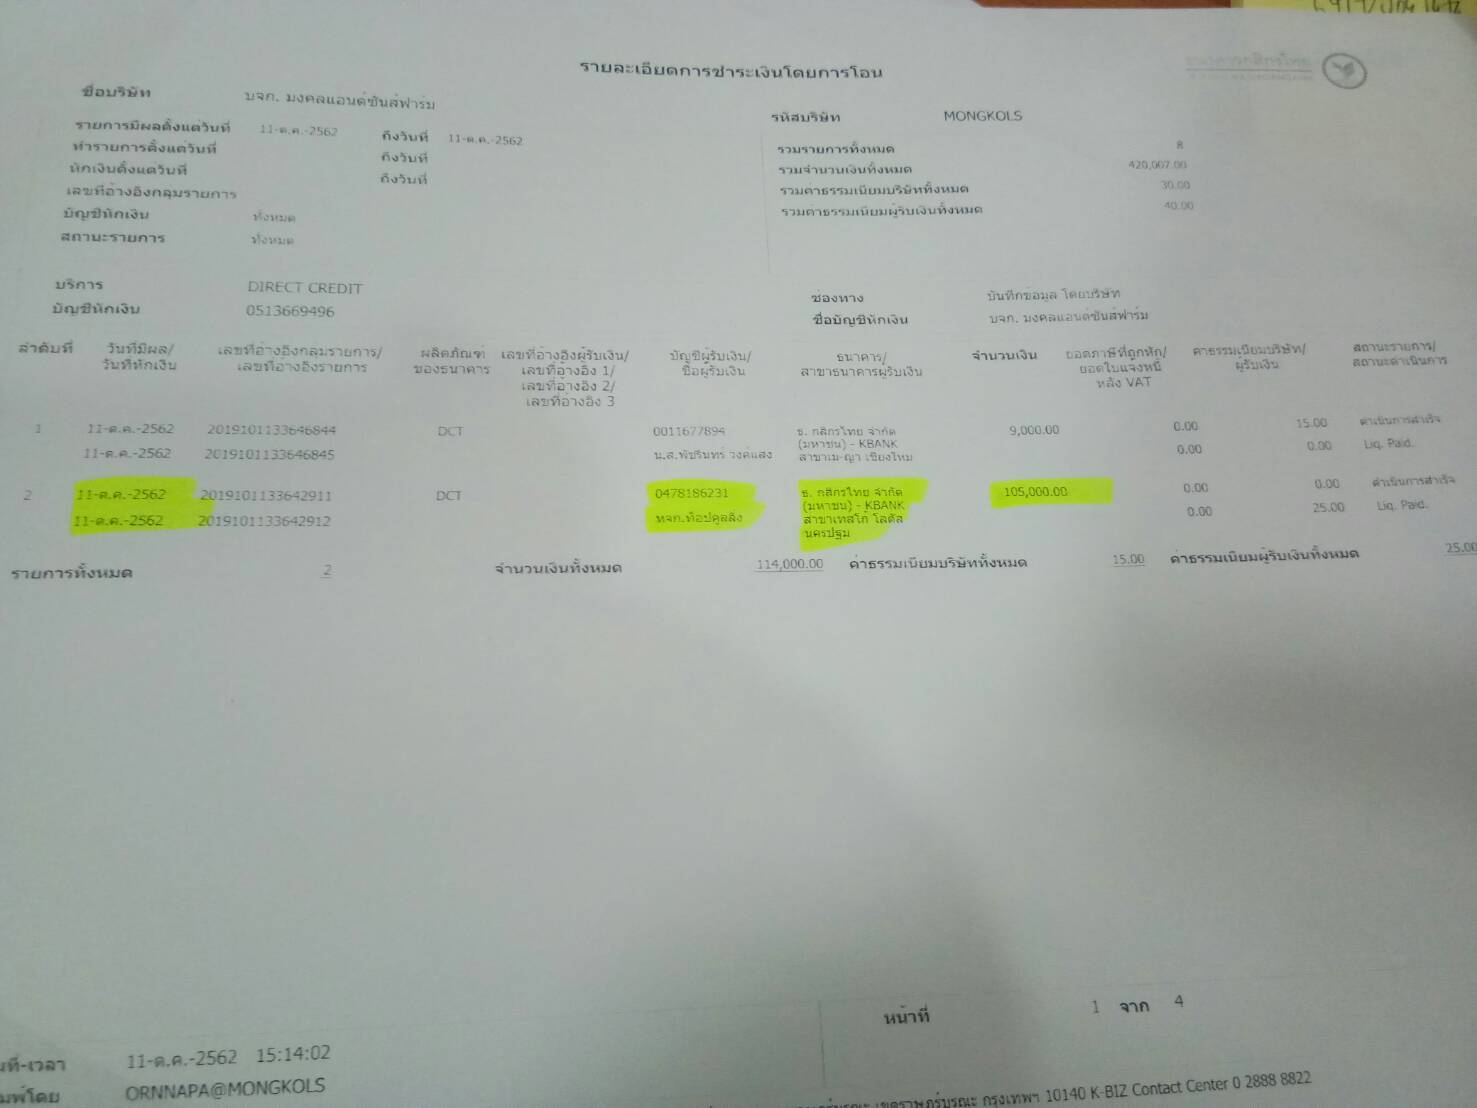 รายละเอียดการชำระเงินโดยการโอน
ชื่อบริษัท บจก. มงคลแอนด์ซันส์ฟาร์ม
รหัสบริษัท MONGKOLS
รายการมีผลตั้งแต่วันที่ 11-ต.ค.-2562 ถึงวันที่ 11-ต.ค.-2562
ทำรายการตั้งแต่วันที่ ถึงวันที่
หักเงินตั้งแต่วันที่ ถึงวันที่
เลขที่อ้างอิงกลุ่มรายการ
บัญชีหักเงิน ทั้งหมด
สถานะรายการ ทั้งหมด
รวมรายการทั้งหมด 8
รวมจำนวนเงินทั้งหมด 420,007.00
รวมค่าธรรมเนียมบริษัททั้งหมด 30.00
รวมค่าธรรมเนียมผู้รับเงินทั้งหมด 40.00
บริการ DIRECT CREDIT
บัญชีหักเงิน 0513669496
ช่องทาง บันทึกข้อมูล โดยบริษัท
ชื่อบัญชีหักเงิน บจก. มงคลแอนด์ซันส์ฟาร์ม
ลำดับที่ วันที่มีผล/ เลขที่อ้างอิงกลุ่มรายการ/ ผลิตภัณฑ์ เลขที่อ้างอิงผู้รับเงิน/ บัญชีผู้รับเงิน/ ธนาคาร/ จำนวนเงิน ยอดภาษีที่ถูกหัก/ ค่าธรรมเนียมบริษัท/ สถานะรายการ/
วันที่หักเงิน เลขที่อ้างอิงรายการ ของธนาคาร เลขที่อ้างอิง 1/ ชื่อผู้รับเงิน สาขาธนาคารผู้รับเงิน ยอดใบแจ้งหนี้ ผู้รับเงิน สถานะดำเนินการ
เลขที่อ้างอิง 2/ หลัง VAT
เลขที่อ้างอิง 3
1 11-ต.ค.-2562 2019101133646844 DCT 0011677894 ธ. กสิกรไทย จำกัด 9,000.00 0.00 15.00 ดำเนินการสำเร็จ
(มหาชน) - KBANK
11-ต.ค.-2562 2019101133646845 น.ส.พัชรินทร์ วงค์แสง สาขาเม-ญา เชียงใหม่ 0.00 0.00 Liq. Paid.
2 11-ต.ค.-2562 2019101133642911 DCT 0478186231 ธ. กสิกรไทย จำกัด 105,000.00 0.00 0.00 ดำเนินการสำเร็จ
(มหาชน) - KBANK
11-ต.ค.-2562 2019101133642912 หจก.ท๊อปคูลลิ่ง สาขาเทสโก้ โลตัส 0.00 25.00 Liq. Paid.
นครปฐม
รายการทั้งหมด 2 จำนวนเงินทั้งหมด 114,000.00 ค่าธรรมเนียมบริษัททั้งหมด 15.00 ค่าธรรมเนียมผู้รับเงินทั้งหมด 25.00
หน้าที่ 1 จาก 4
ที่-เวลา 11-ต.ค.-2562 15:14:02
มพ์โดย ORNNAPA@MONGKOLS
เขตราษฎร์บูรณะ กรุงเทพฯ 10140 K-BIZ Contact Center 0 2888 8822